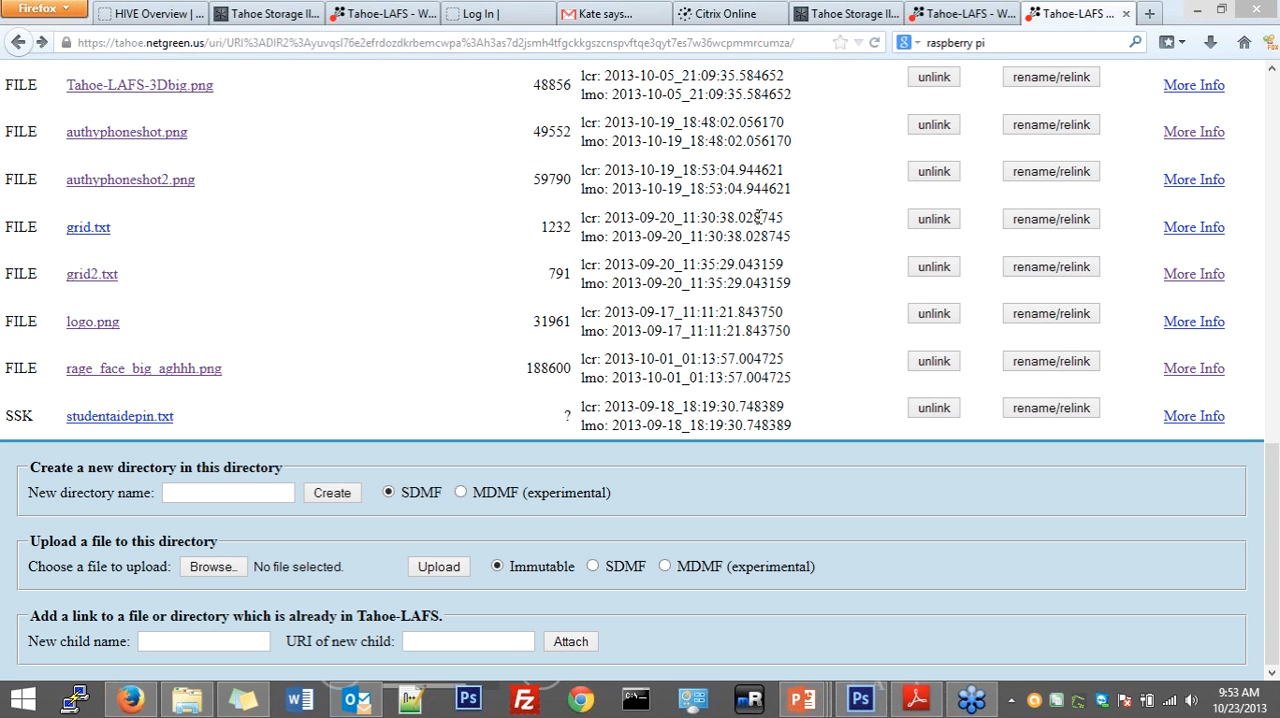 Firefox
HIVE Overview | ...
Tahoe Storage II...
Tahoe-LAFS - W...
Log In |
Kate says...
Citrix Online
Tahoe Storage II...
Tahoe-LAFS - W...
Tahoe-LAFS ...
https://tahoe.netgreen.us/uri/URI%3ADIR2%3Ayuvqsl76e2efrdozdkrbemcwpa%3Ah3as7d2jsmh4tfgckkgszcnspvftqe3qyt7es7w36wcpmmrcumza/
raspberry pi
FILE Tahoe-LAFS-3Dbig.png 48856 lcr: 2013-10-05_21:09:35.584652 unlink rename/relink More Info
lmo: 2013-10-05_21:09:35.584652
FILE authyphoneshot.png 49552 lcr: 2013-10-19_18:48:02.056170 unlink rename/relink More Info
lmo: 2013-10-19_18:48:02.056170
FILE authyphoneshot2.png 59790 lcr: 2013-10-19_18:53:04.944621 unlink rename/relink More Info
lmo: 2013-10-19_18:53:04.944621
FILE grid.txt 1232 lcr: 2013-09-20_11:30:38.028745 unlink rename/relink More Info
lmo: 2013-09-20_11:30:38.028745
FILE grid2.txt 791 lcr: 2013-09-20_11:35:29.043159 unlink rename/relink More Info
lmo: 2013-09-20_11:35:29.043159
FILE logo.png 31961 lcr: 2013-09-17_11:11:21.843750 unlink rename/relink More Info
lmo: 2013-09-17_11:11:21.843750
FILE rage_face_big_aghhh.png 188600 lcr: 2013-10-01_01:13:57.004725 unlink rename/relink More Info
lmo: 2013-10-01_01:13:57.004725
SSK studentaidepin.txt ? lcr: 2013-09-18_18:19:30.748389 unlink rename/relink More Info
lmo: 2013-09-18_18:19:30.748389
Create a new directory in this directory
New directory name: Create SDMF MDMF (experimental)
Upload a file to this directory
Choose a file to upload: Browse.. No file selected. Upload Immutable SDMF MDMF (experimental)
Add a link to a file or directory which is already in Tahoe-LAFS.
New child name: URI of new child: Attach
9:53 AM
10/23/2013